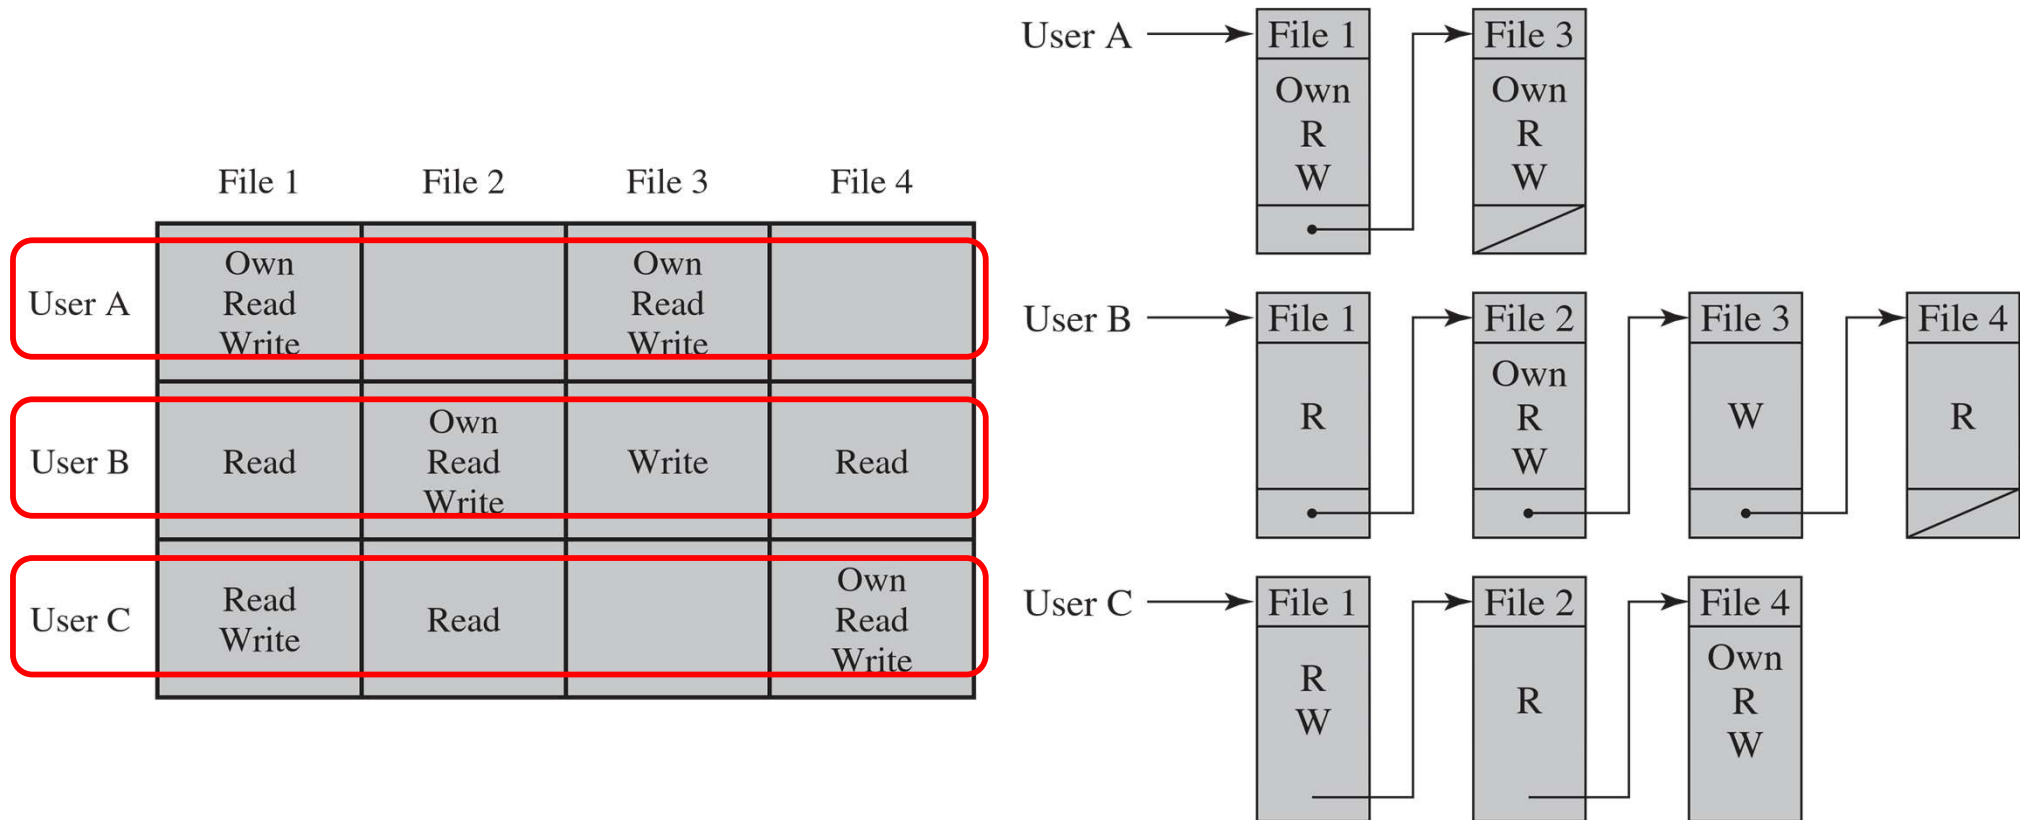 File 1 File 2 File 3 File 4
User A
Own
Read
Write
Own
Read
Write
User B
Read
Own
Read
Write
Write
Read
User C
Read
Write
Read
Own
Read
Write
User A
File 1
Own
R
W
File 3
Own
R
W
User B
File 1
R
File 2
Own
R
W
File 3
W
File 4
R
User C
File 1
R
W
File 2
R
File 4
Own
R
W